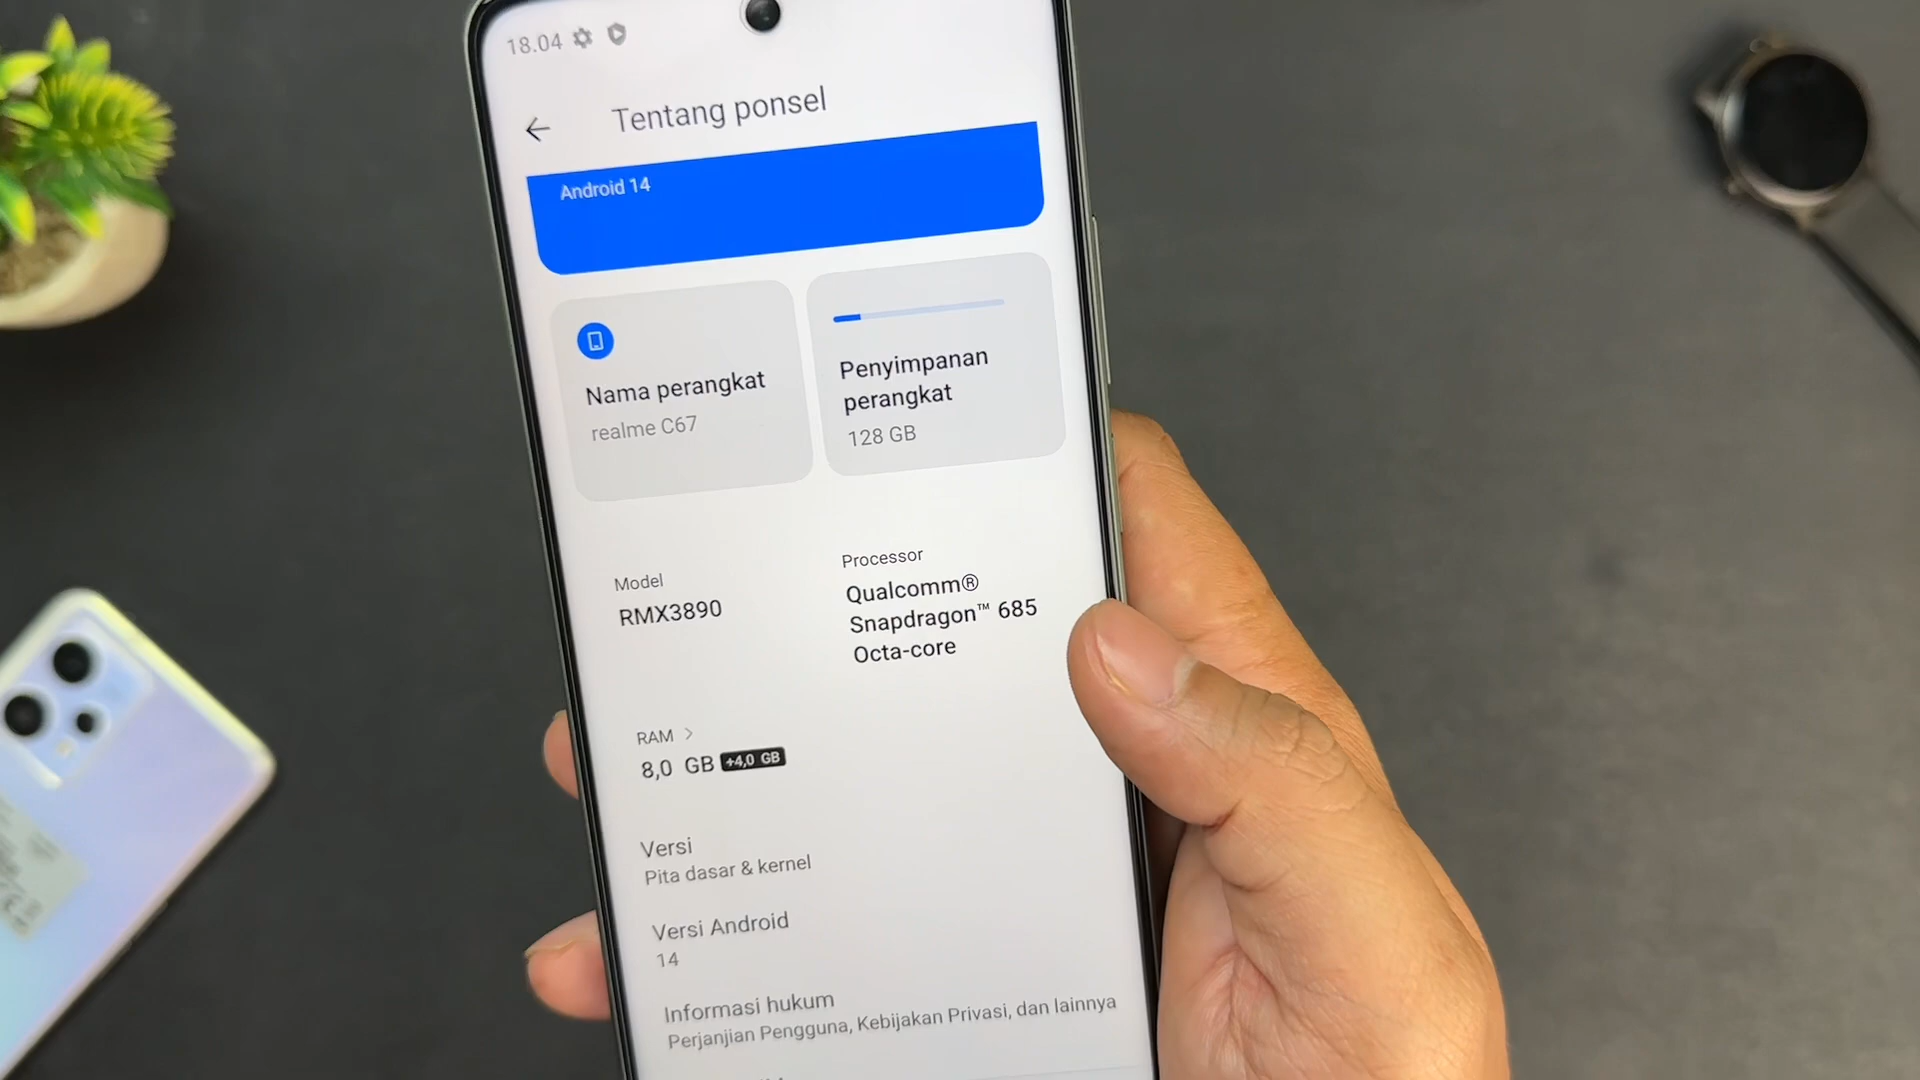 18.04
Tentang ponsel
Android 14
Nama perangkat
realme C67
Penyimpanan
perangkat
128 GB
Model
RMX3890
Processor
Qualcomm®
Snapdragon™ 685
Octa-core
RAM >
8,0 GB +4,0 GB
Versi
Pita dasar & kernel
Versi Android
14
Informasi hukum
Perjanjian Pengguna, Kebijakan Privasi, dan lainnya